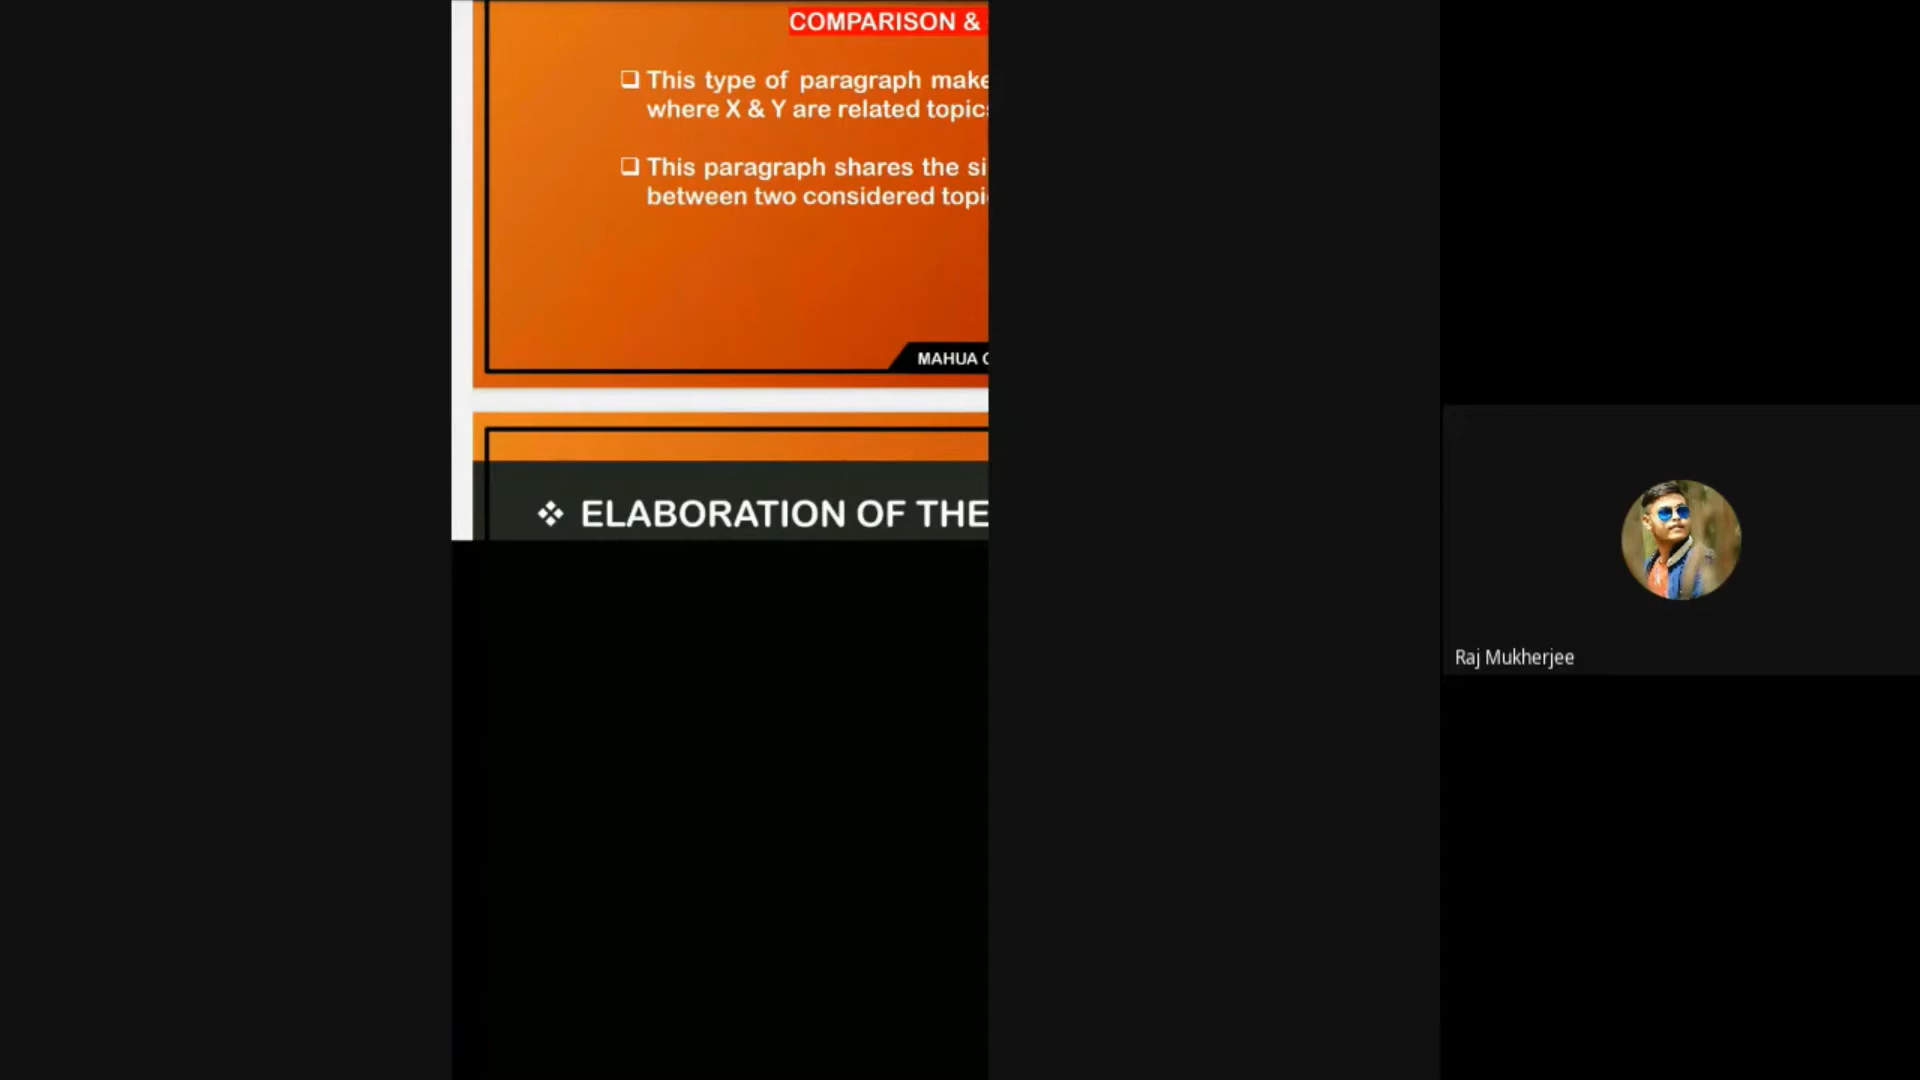 COMPARISON &
❑ This type of paragraph make
where X & Y are related topic
❑ This paragraph shares the si
between two considered topi
MAHUA
❖ ELABORATION OF THE
Raj Mukherjee